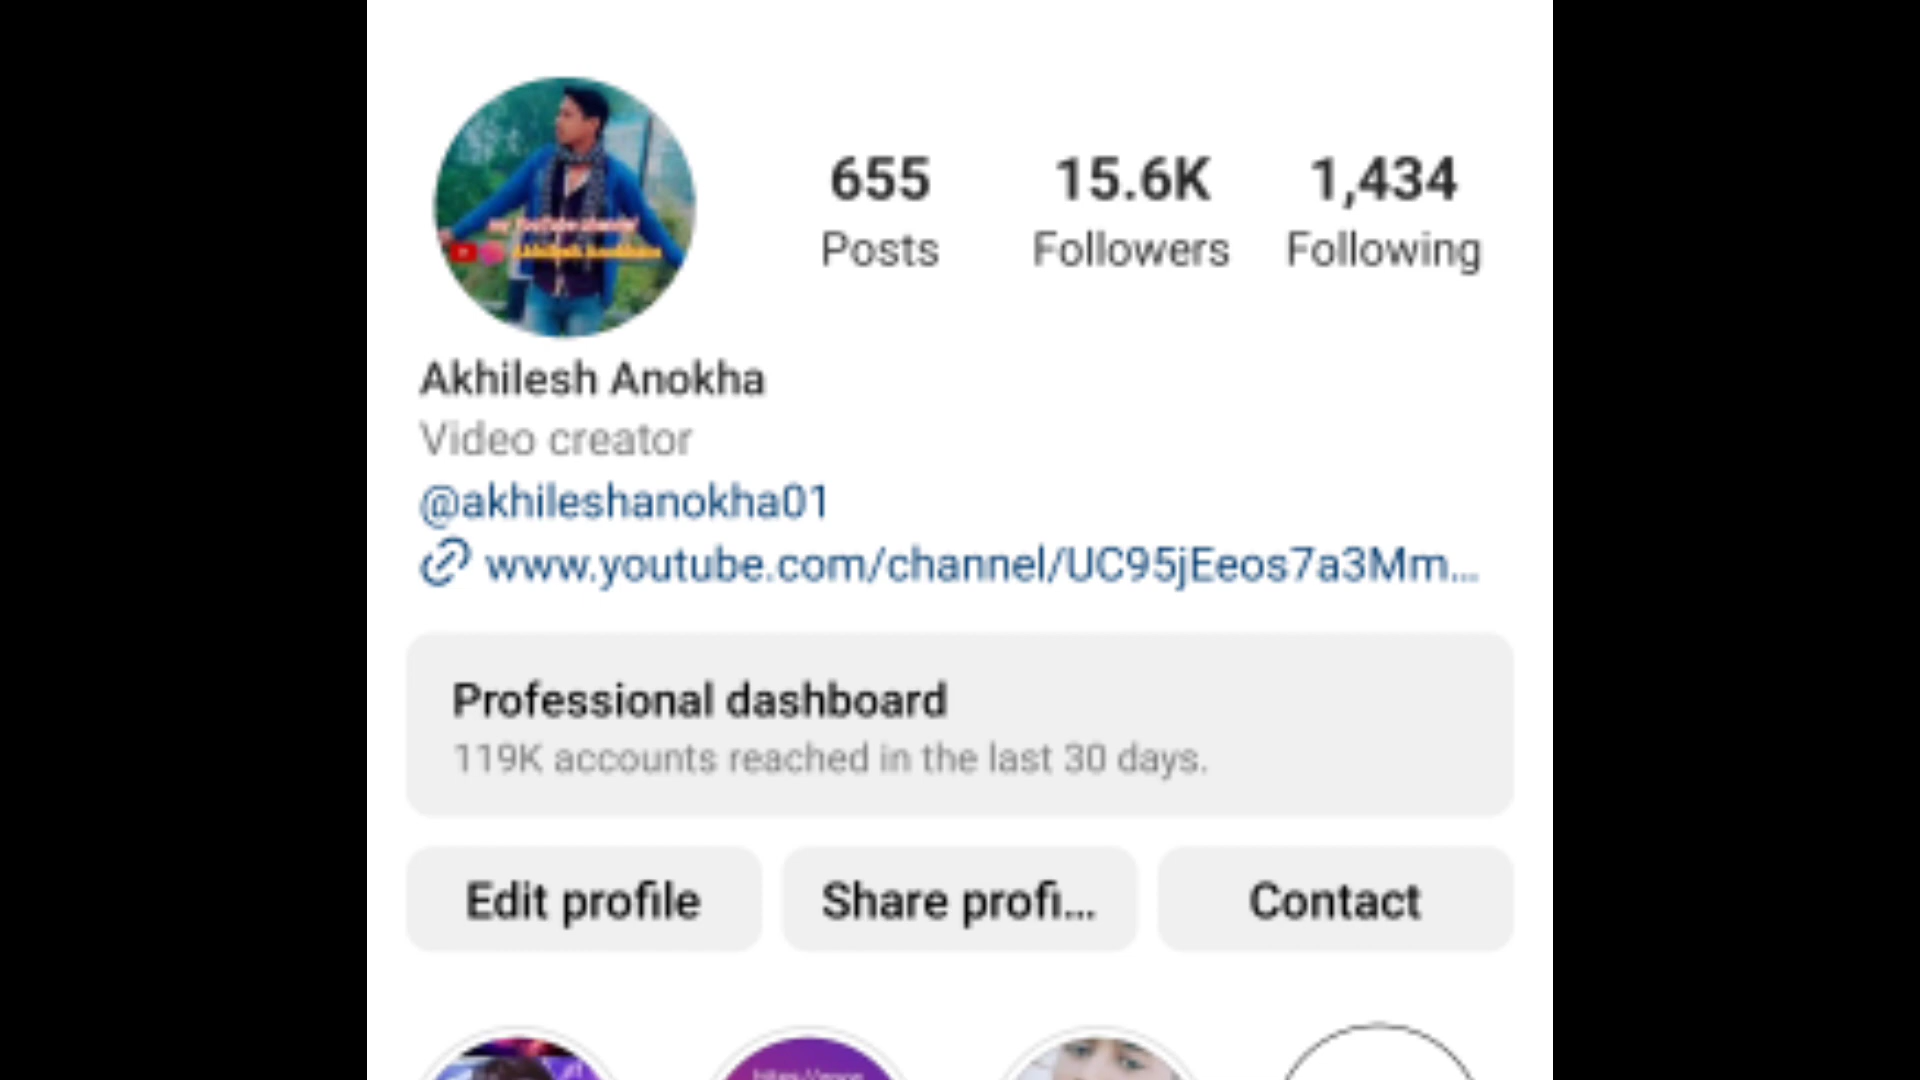 655 15.6K 1,434
Posts Followers Following
Akhilesh Anokha
Video creator
@akhileshanokha01
www.youtube.com/channel/UC95jEeos7a3Mm...
Professional dashboard
119K accounts reached in the last 30 days.
Edit profile Share profi... Contact